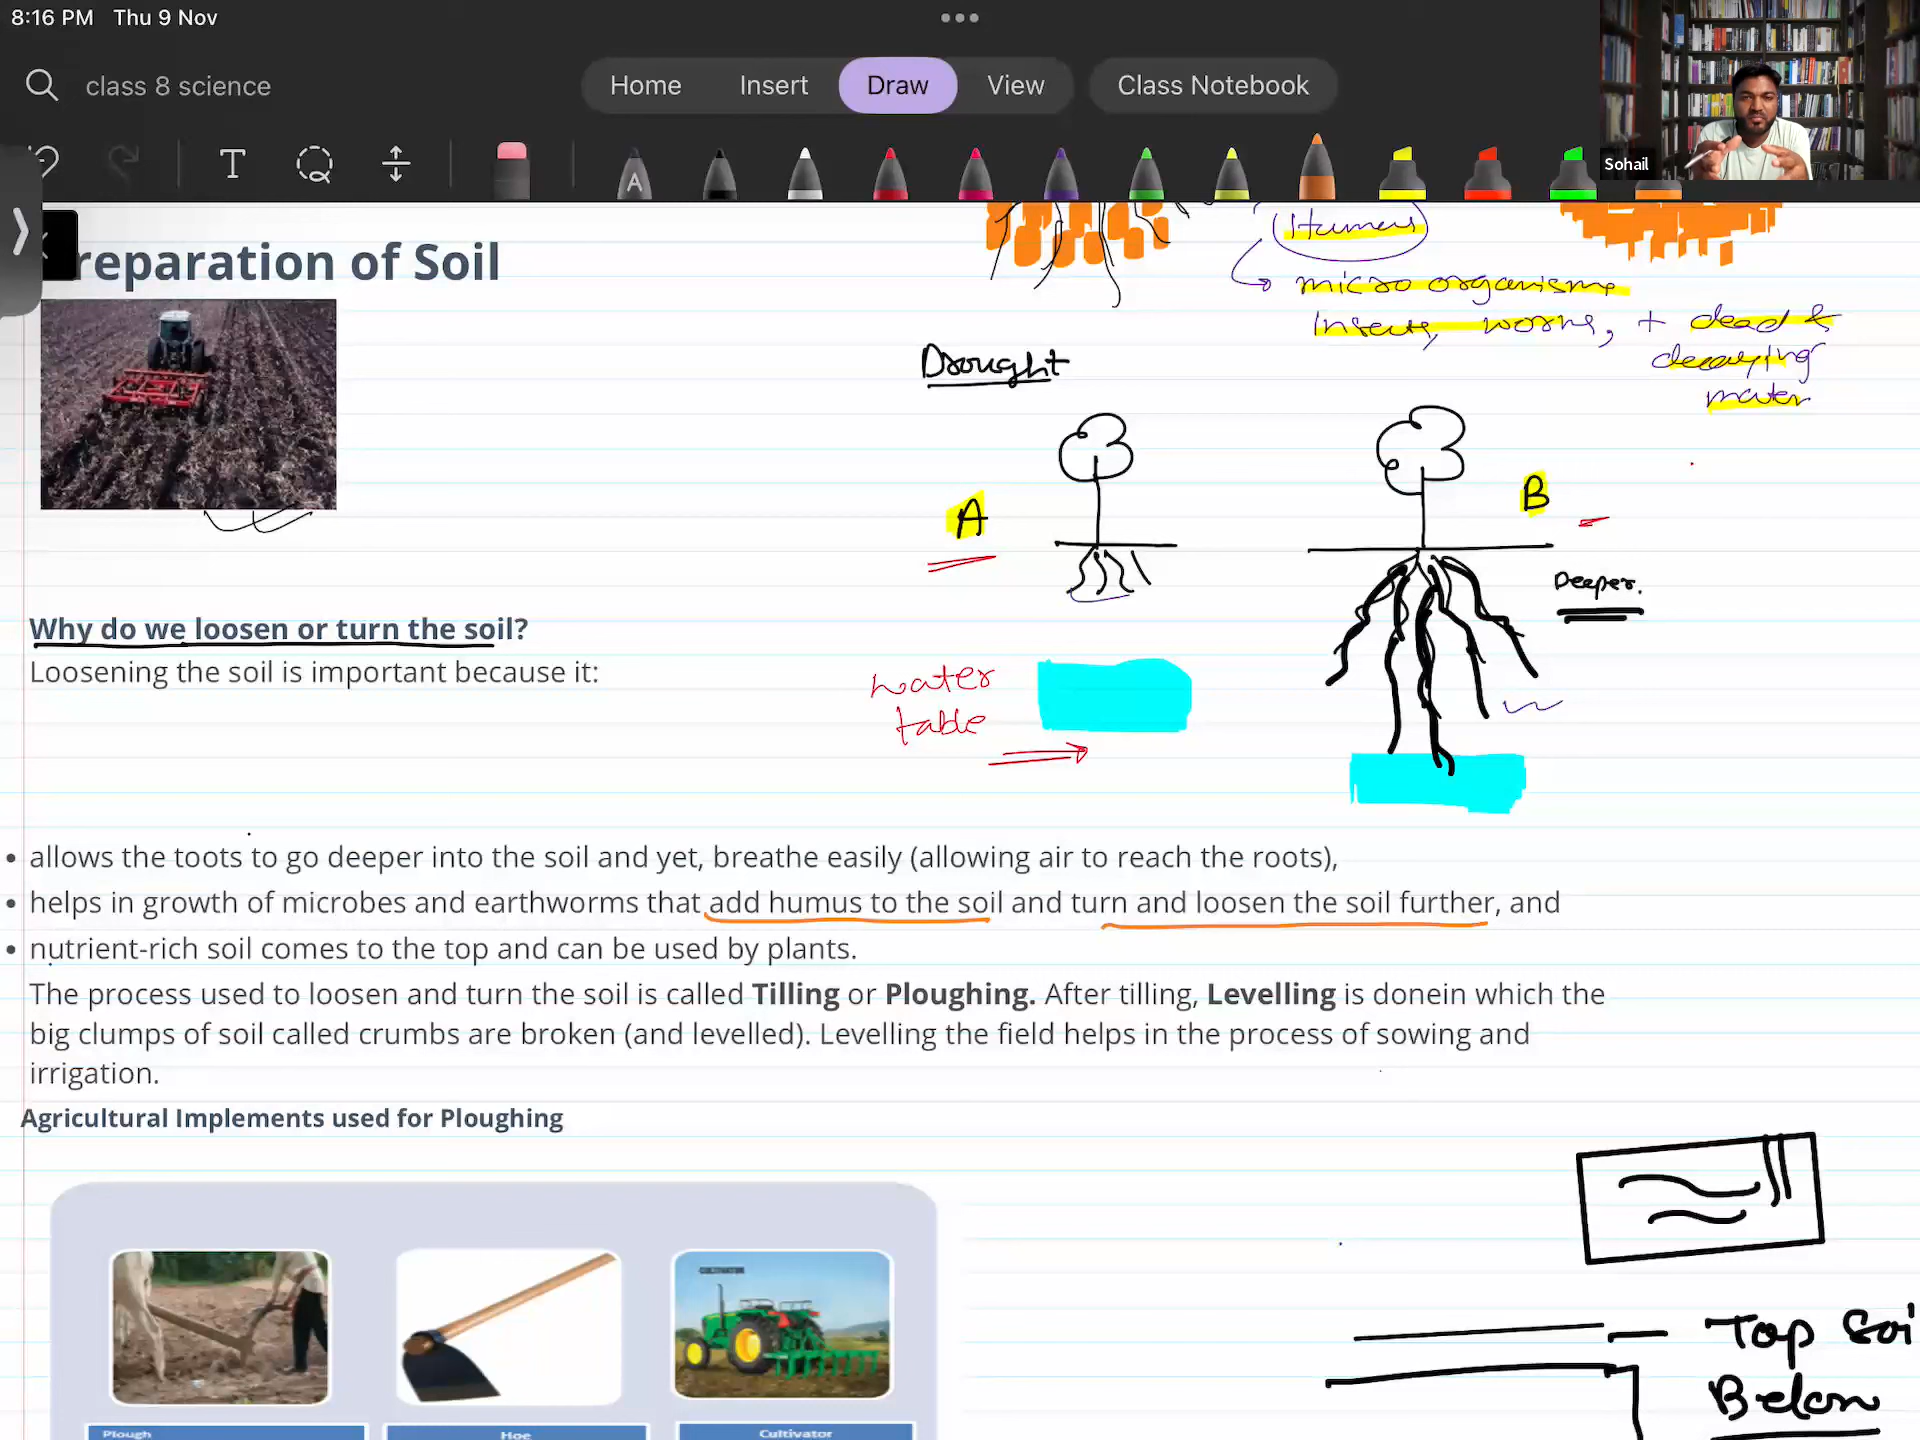 8:16 PM Thu 9 Nov
class 8 science
Home Insert Draw View Class Notebook
T
A
Sohail
reparation of Soil
Humus
micro organisms
Insects, worms, + dead &
decaying
mater
Drought
A
B
Deeper.
Why do we loosen or turn the soil?
Loosening the soil is important because it:
water
table
• allows the toots to go deeper into the soil and yet, breathe easily (allowing air to reach the roots),
• helps in growth of microbes and earthworms that add humus to the soil and turn and loosen the soil further, and
• nutrient-rich soil comes to the top and can be used by plants.
The process used to loosen and turn the soil is called Tilling or Ploughing. After tilling, Levelling is donein which the
big clumps of soil called crumbs are broken (and levelled). Levelling the field helps in the process of sowing and
irrigation.
Agricultural Implements used for Ploughing
CULTIVATOR
Top Soi
Below
Plough
Hoe
Cultivator